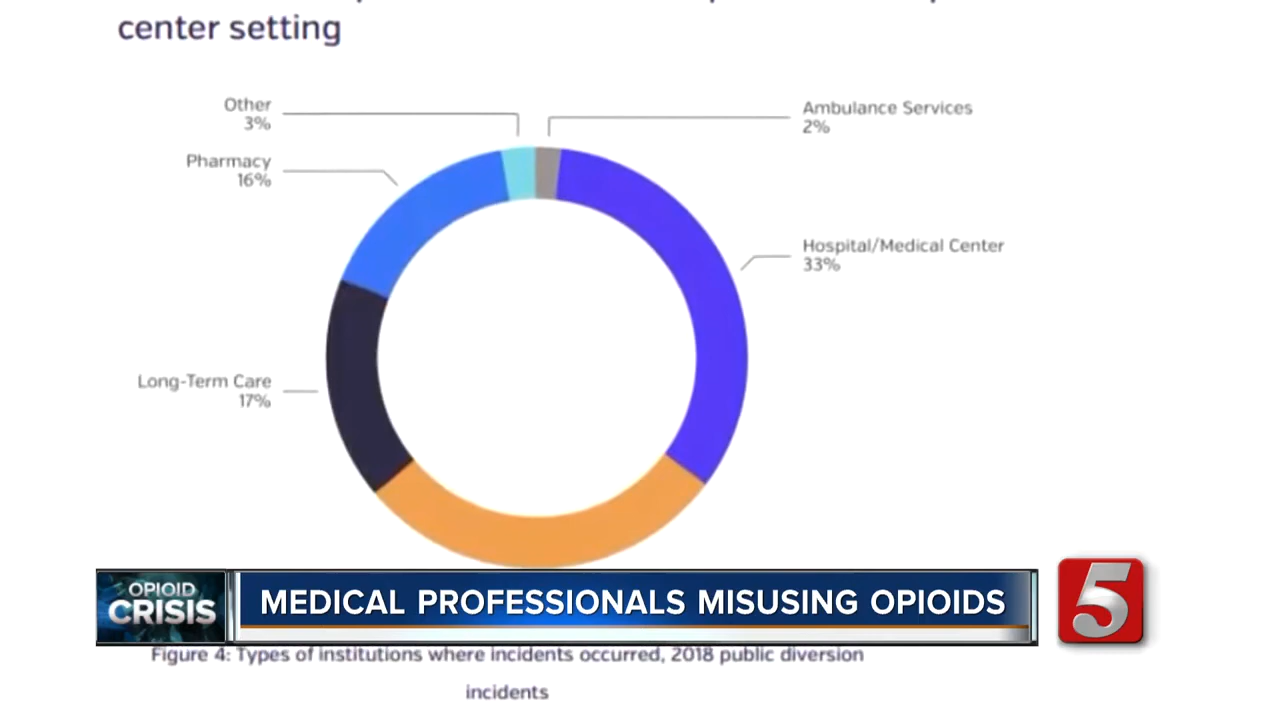 center setting
Other
3%
Ambulance Services
2%
Pharmacy
16%
Hospital/Medical Center
33%
Long-Term Care
17%
OPIOID
CRISIS
MEDICAL PROFESSIONALS MISUSING OPIOIDS
5
Figure 4: Types of institutions where incidents occurred, 2018 public diversion
incidents